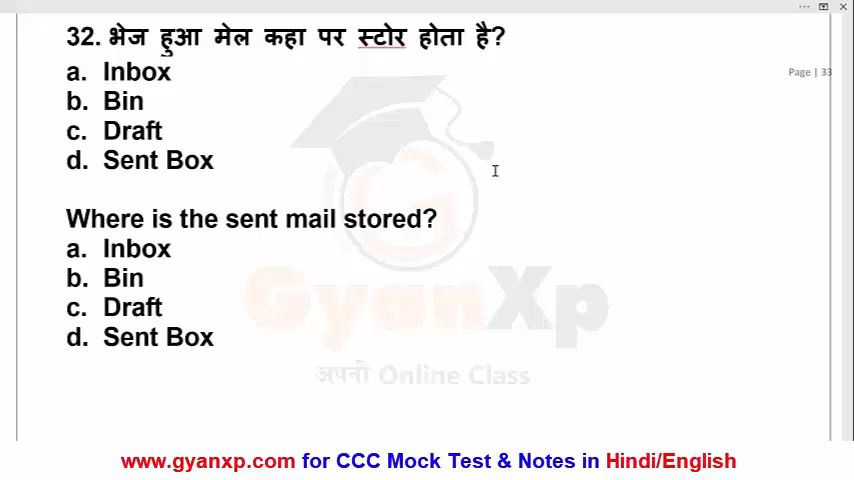 32. भेज हुआ मेल कहा पर स्टोर होता है?
Page | 33
a. Inbox
b. Bin
c. Draft
d. Sent Box
Where is the sent mail stored?
a. Inbox
b. Bin
c. Draft
d. Sent Box
GyanXp
अपनी Online Class
www.gyanxp.com for CCC Mock Test & Notes in Hindi/English